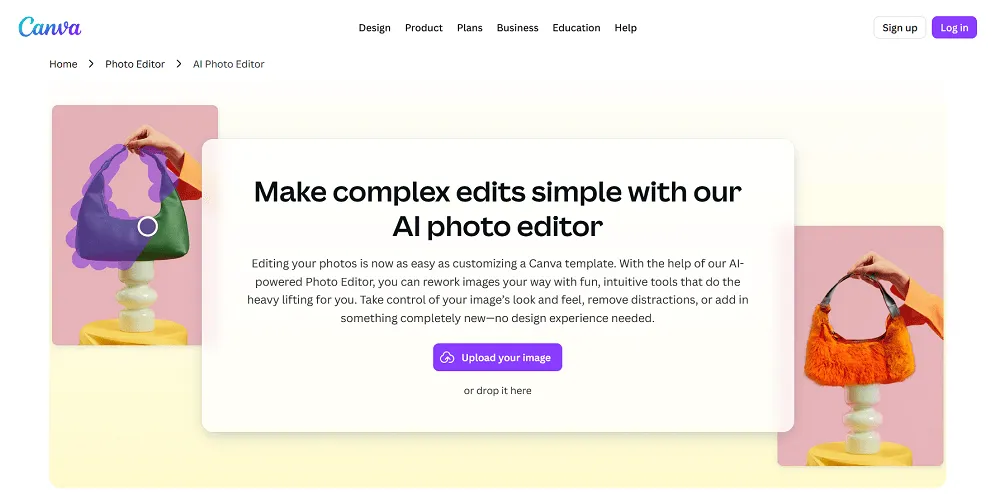 Canva
Design Product Plans Business Education Help
Sign up
Log in
Home > Photo Editor > AI Photo Editor
Make complex edits simple with our
AI photo editor
Editing your photos is now as easy as customizing a Canva template. With the help of our AI-
powered Photo Editor, you can rework images your way with fun, intuitive tools that do the
heavy lifting for you. Take control of your image's look and feel, remove distractions, or add in
something completely new—no design experience needed.
Upload your image
or drop it here